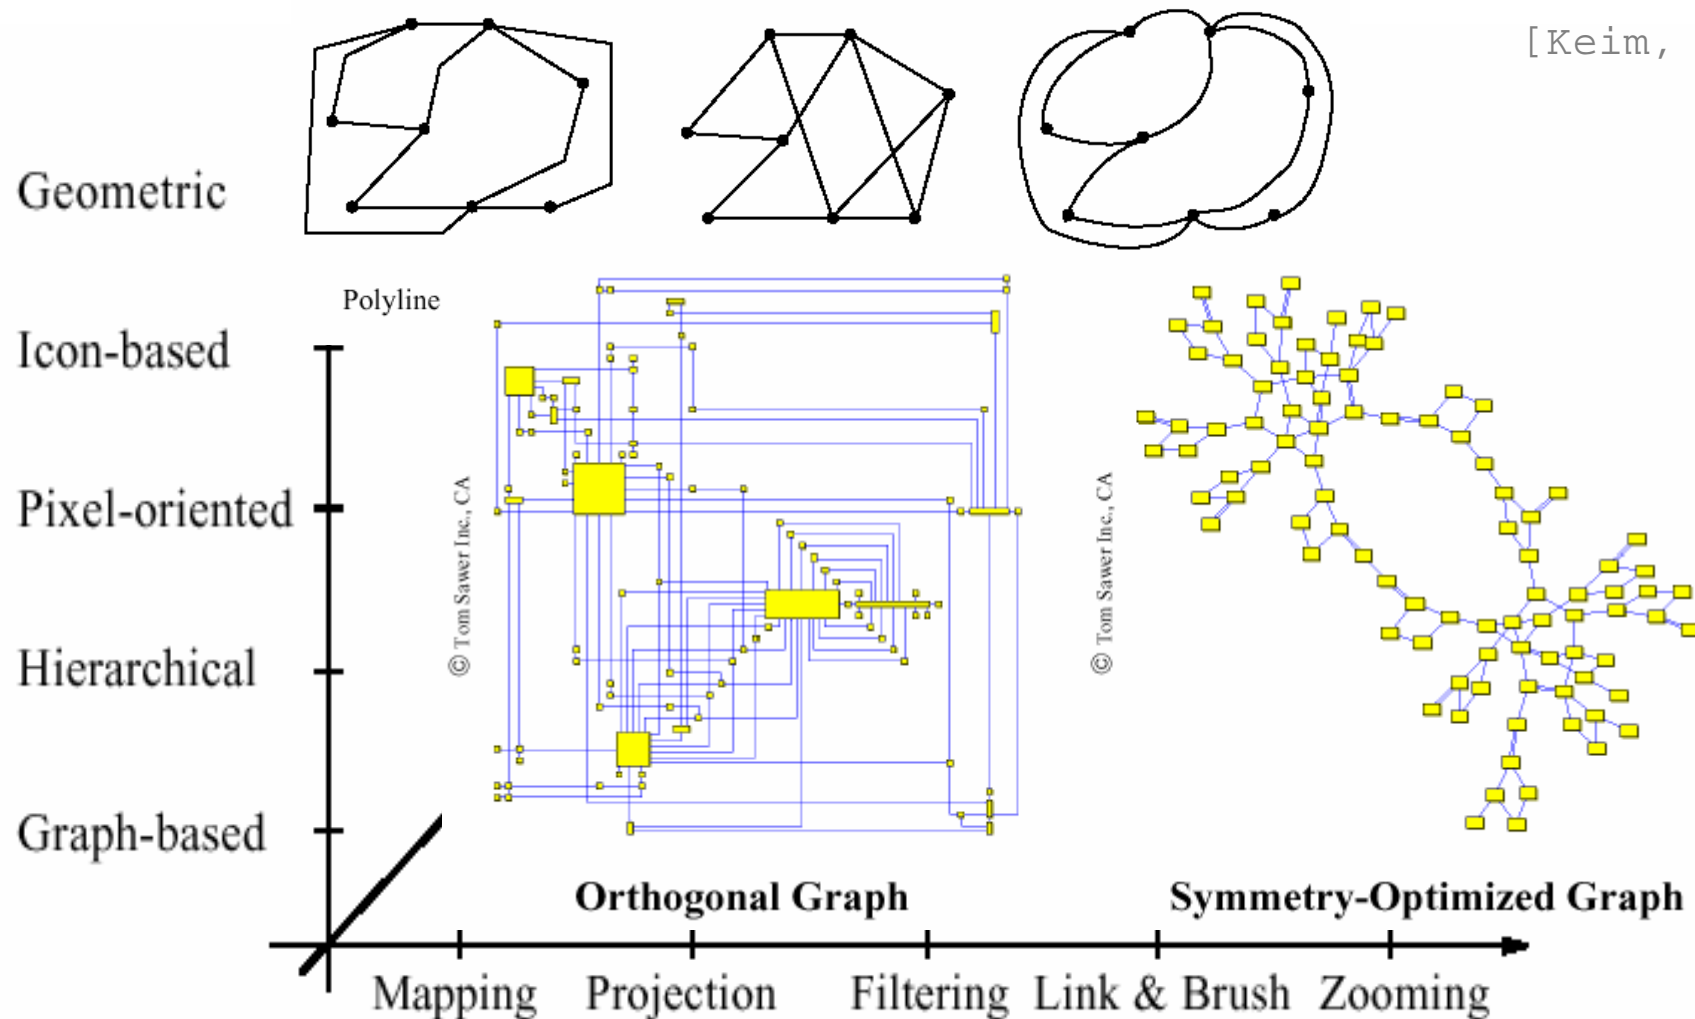 [Keim,
Geometric
Polyline
Icon-based
Pixel-oriented
© Tom Sawer Inc., CA
© Tom Sawer Inc., CA
Hierarchical
Graph-based
Orthogonal Graph
Symmetry-Optimized Graph
Mapping Projection Filtering Link & Brush Zooming